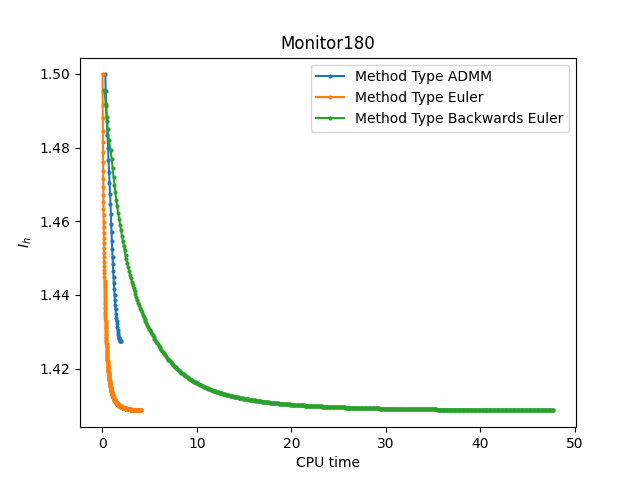 Monitor180
Method Type ADMM
Method Type Euler
Method Type Backwards Euler
1.50
1.48
1.46
1.44
1.42
I_h
0 10 20 30 40 50
CPU time